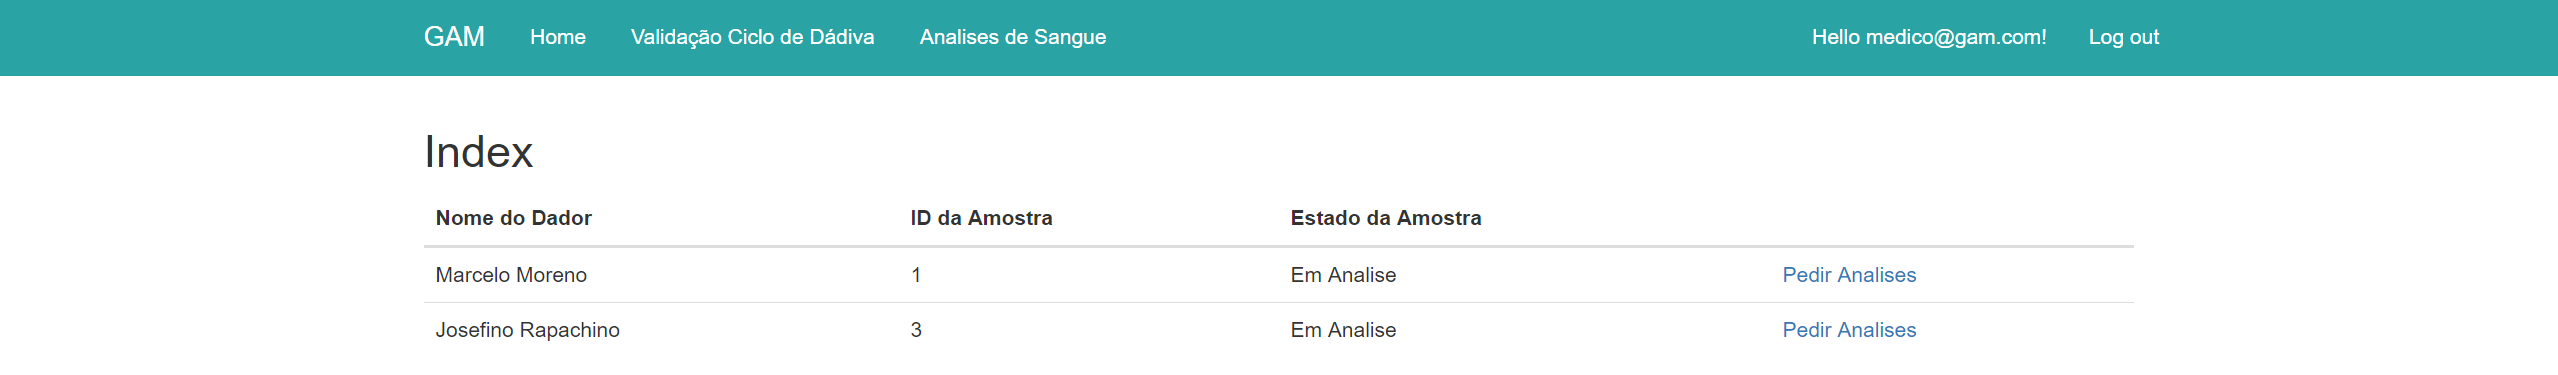 GAM Home Validação Ciclo de Dádiva Analises de Sangue Hello medico@gam.com! Log out
Index
Nome do Dador ID da Amostra Estado da Amostra
Marcelo Moreno 1 Em Analise Pedir Analises
Josefino Rapachino 3 Em Analise Pedir Analises